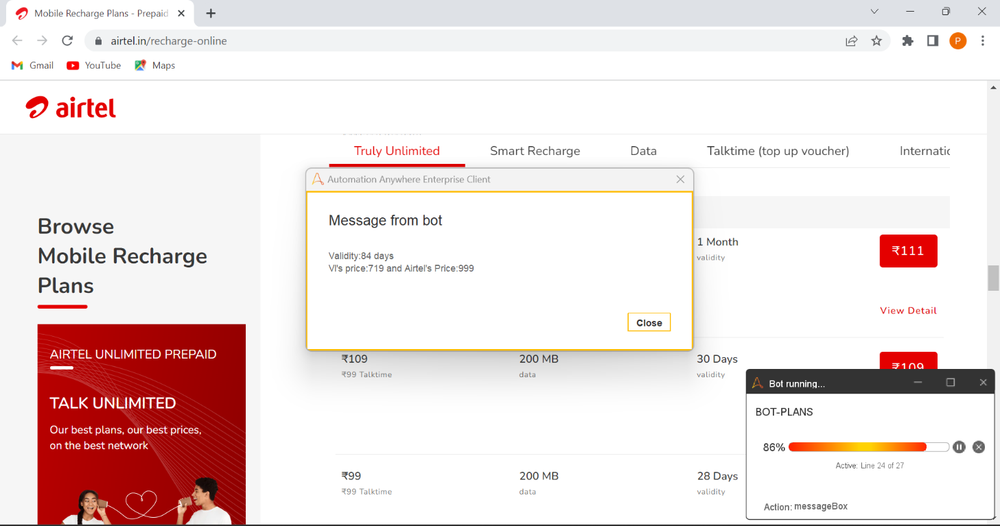 Mobile Recharge Plans - Prepaid
airtel.in/recharge-online
P
Gmail
YouTube
Maps
airtel
Truly Unlimited
Smart Recharge
Data
Talktime (top up voucher)
Internatic
Automation Anywhere Enterprise Client
Message from bot
Validity:84 days
VI's price:719 and Airtel's Price:999
Close
1 Month
validity
₹111
View Detail
Browse
Mobile Recharge
Plans
AIRTEL UNLIMITED PREPAID
TALK UNLIMITED
Our best plans, our best prices,
on the best network
₹109
₹99 Talktime
200 MB
data
30 Days
validity
₹109
₹99
₹99 Talktime
200 MB
data
28 Days
validity
Bot running...
BOT-PLANS
86%
Active: Line 24 of 27
Action: messageBox